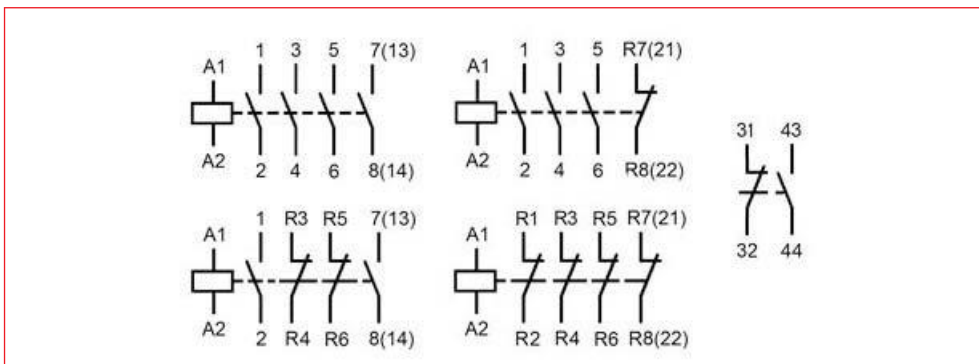 1 3 5 7(13)
A1
A2
2 4 6 8(14)
1 3 5 R7(21)
A1
A2
2 4 6 R8(22)
31 43
32 44
1 R3 R5 7(13)
A1
A2
2 R4 R6 8(14)
R1 R3 R5 R7(21)
A1
A2
R2 R4 R6 R8(22)